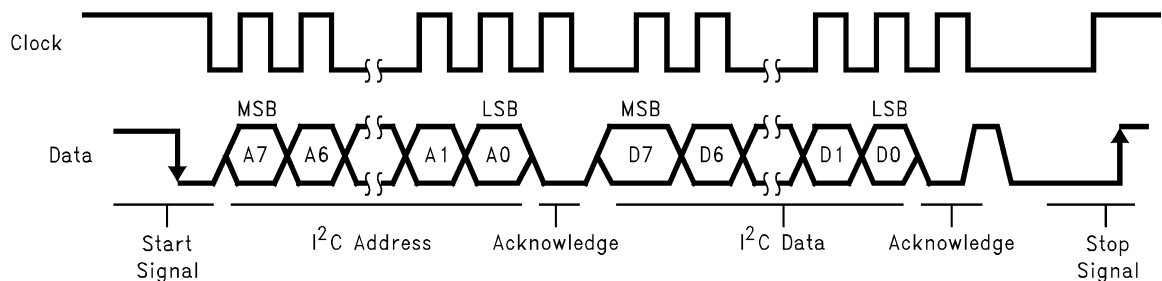 Clock
MSB LSB MSB LSB
Data A7 A6 A1 A0 D7 D6 D1 D0
Start Signal
I²C Address
Acknowledge
I²C Data
Acknowledge
Stop Signal